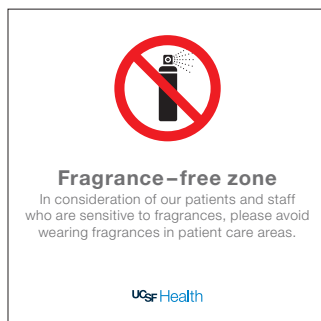 Fragrance–free zone
In consideration of our patients and staff
who are sensitive to fragrances, please avoid
wearing fragrances in patient care areas.
UCSF Health